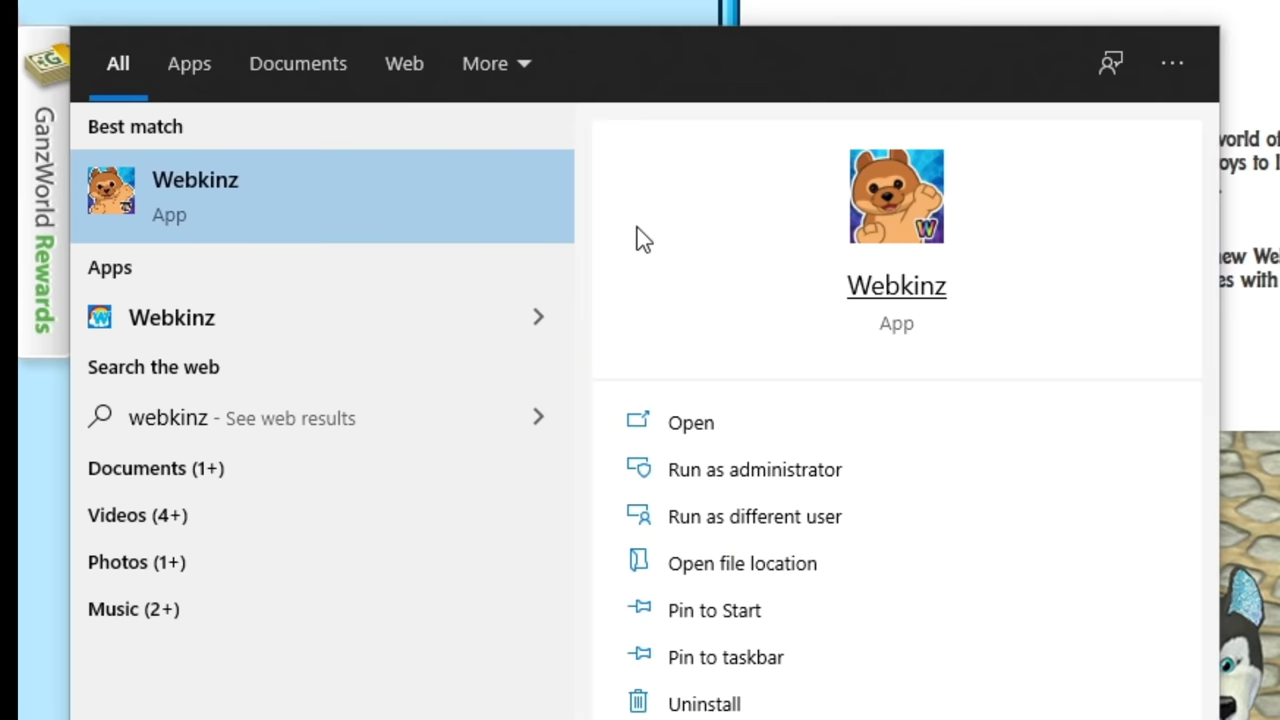 All
Apps
Documents
Web
More
Best match
Webkinz
App
Apps
Webkinz
Search the web
webkinz - See web results
Documents (1+)
Videos (4+)
Photos (1+)
Music (2+)
Webkinz
App
Open
Run as administrator
Run as different user
Open file location
Pin to Start
Pin to taskbar
Uninstall
GanzWorld Rewards
with